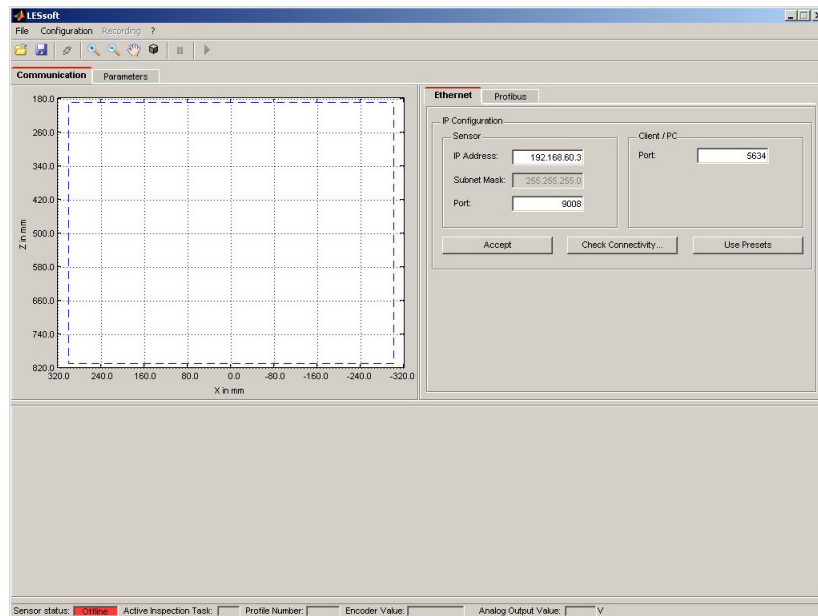 LESsoft
File Configuration Recording ?
Communication Parameters
180.0
260.0
340.0
420.0
500.0
580.0
660.0
740.0
820.0
Z in mm
320.0 240.0 160.0 80.0 0.0 -80.0 -160.0 -240.0 -320.0
X in mm
Ethernet Profibus
IP Configuration
Sensor
IP Address: 192.168.60.3
Subnet Mask: 255.255.255.0
Port: 9008
Client / PC
Port: 5634
Accept Check Connectivity... Use Presets
Sensor status: Offline Active Inspection Task: Profile Number: Encoder Value: Analog Output Value: V